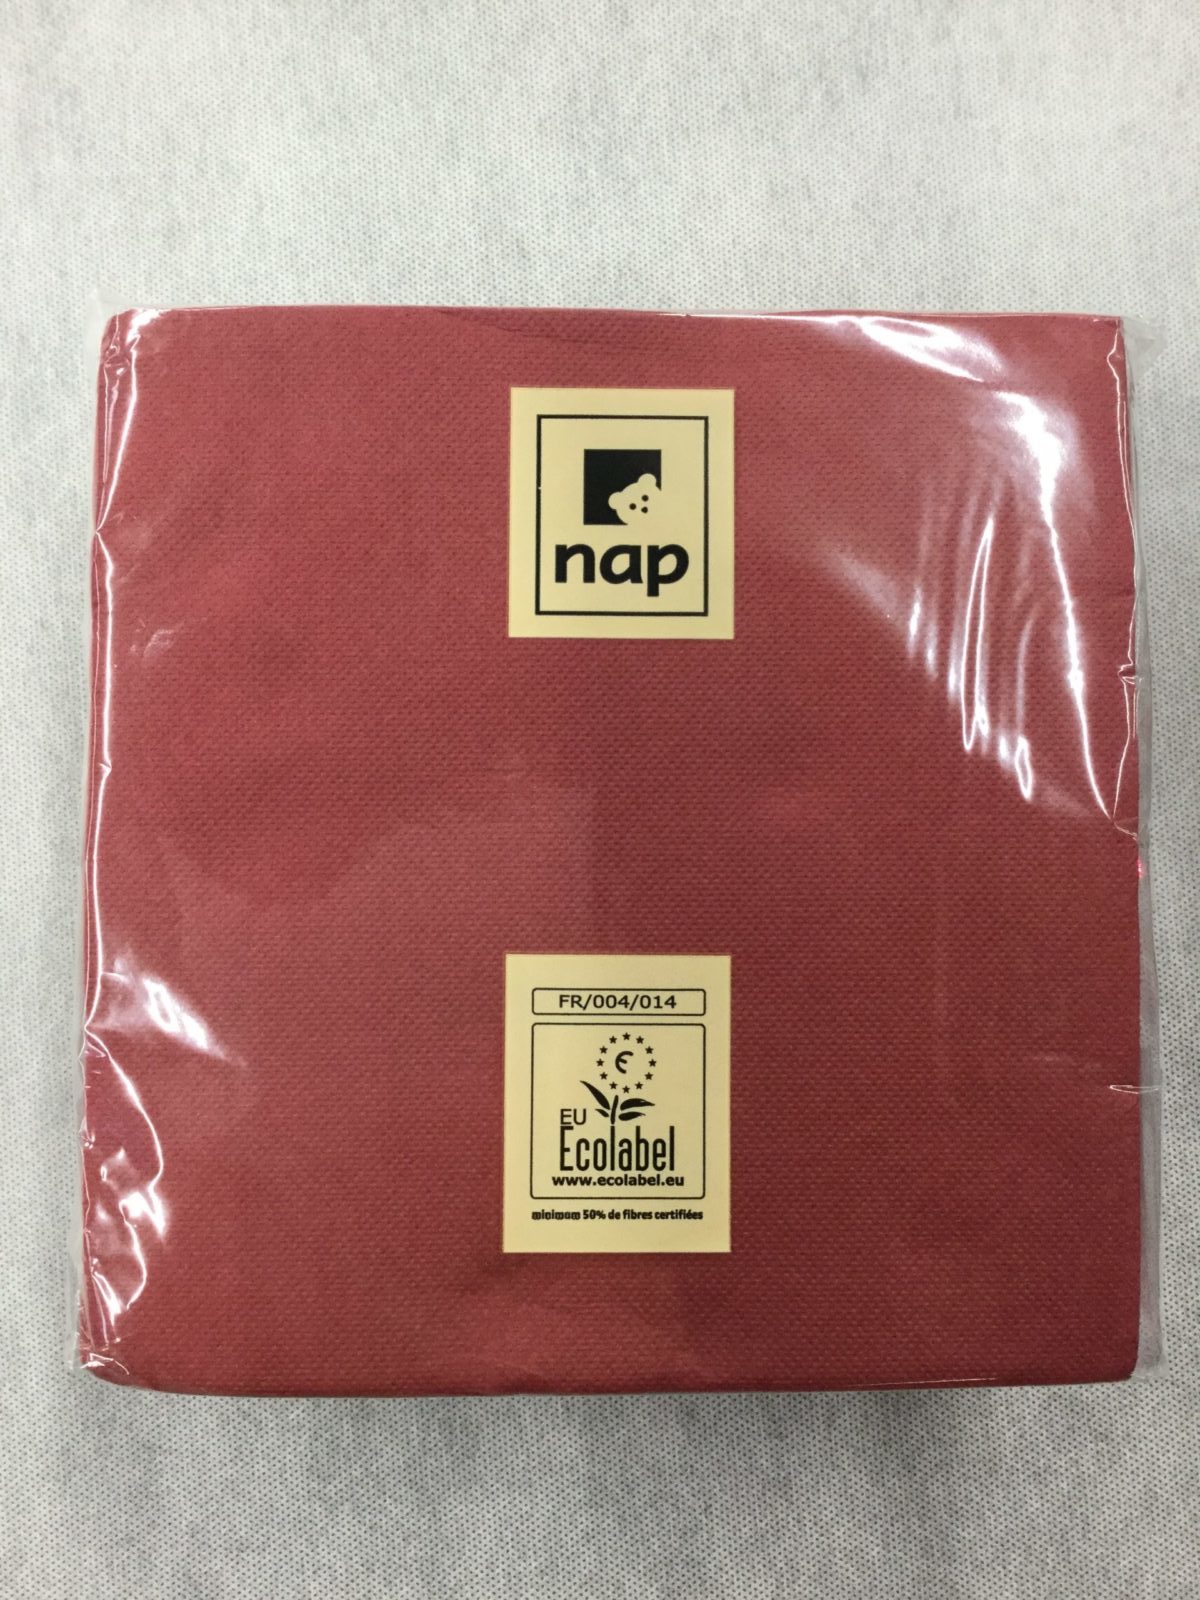 nap
FR/004/014
EU
Ecolabel
www.ecolabel.eu
minimum 50% de fibres certifiées